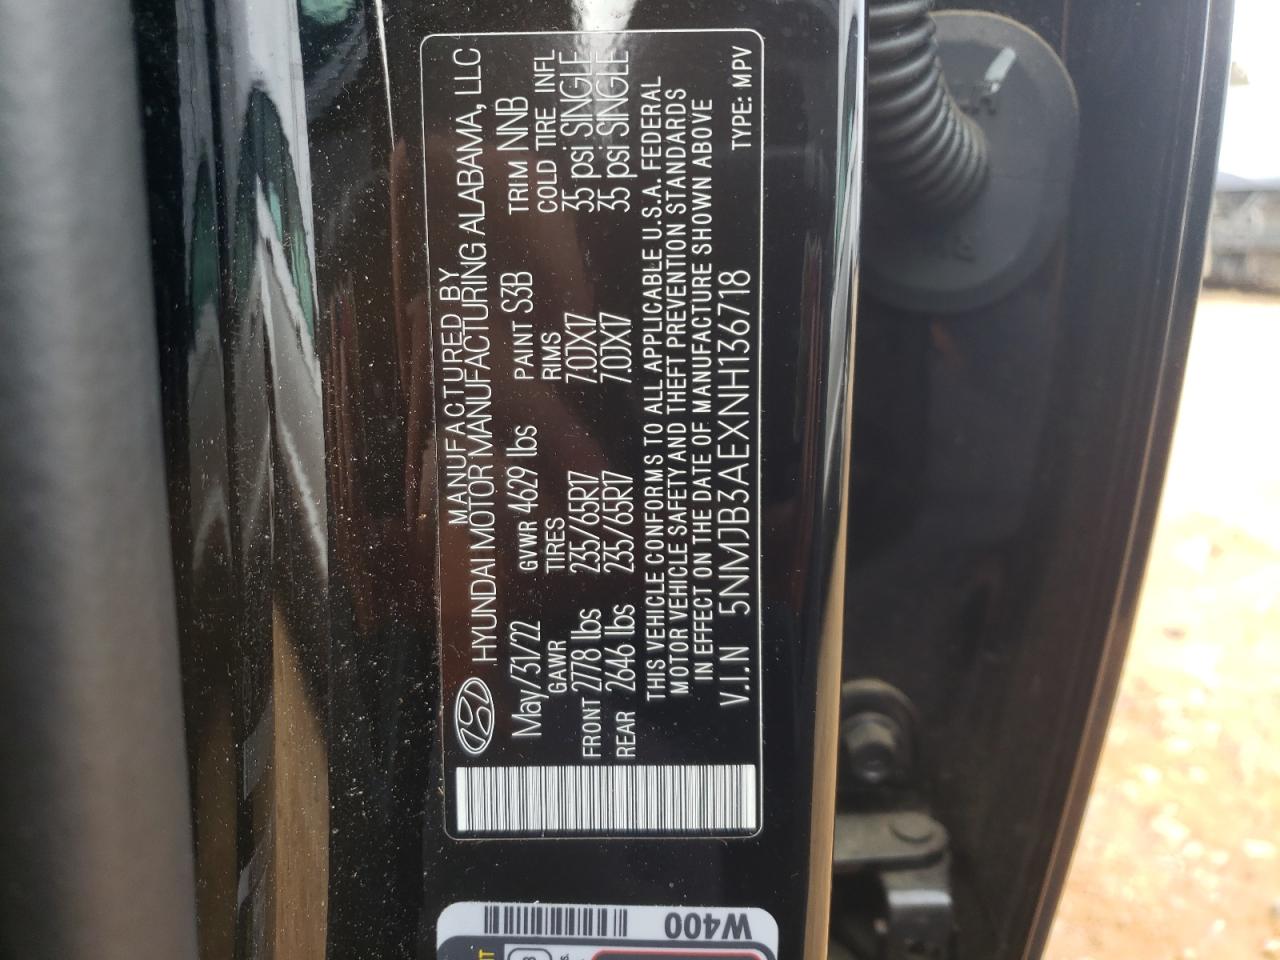 MANUFACTURED BY
HYUNDAI MOTOR MANUFACTURING ALABAMA, LLC
May/31/22 GVWR 4629 lbs PAINT S3B TRIM NNB
GAWR TIRES RIMS COLD TIRE INFL
FRONT 2778 lbs 235/65R17 7.0JX17 35 psi SINGLE
REAR 2646 lbs 235/65R17 7.0JX17 35 psi SINGLE
THIS VEHICLE CONFORMS TO ALL APPLICABLE U.S.A. FEDERAL
MOTOR VEHICLE SAFETY AND THEFT PREVENTION STANDARDS
IN EFFECT ON THE DATE OF MANUFACTURE SHOWN ABOVE
V.I.N 5NMJB3AEXNH136718 TYPE: MPV
W400